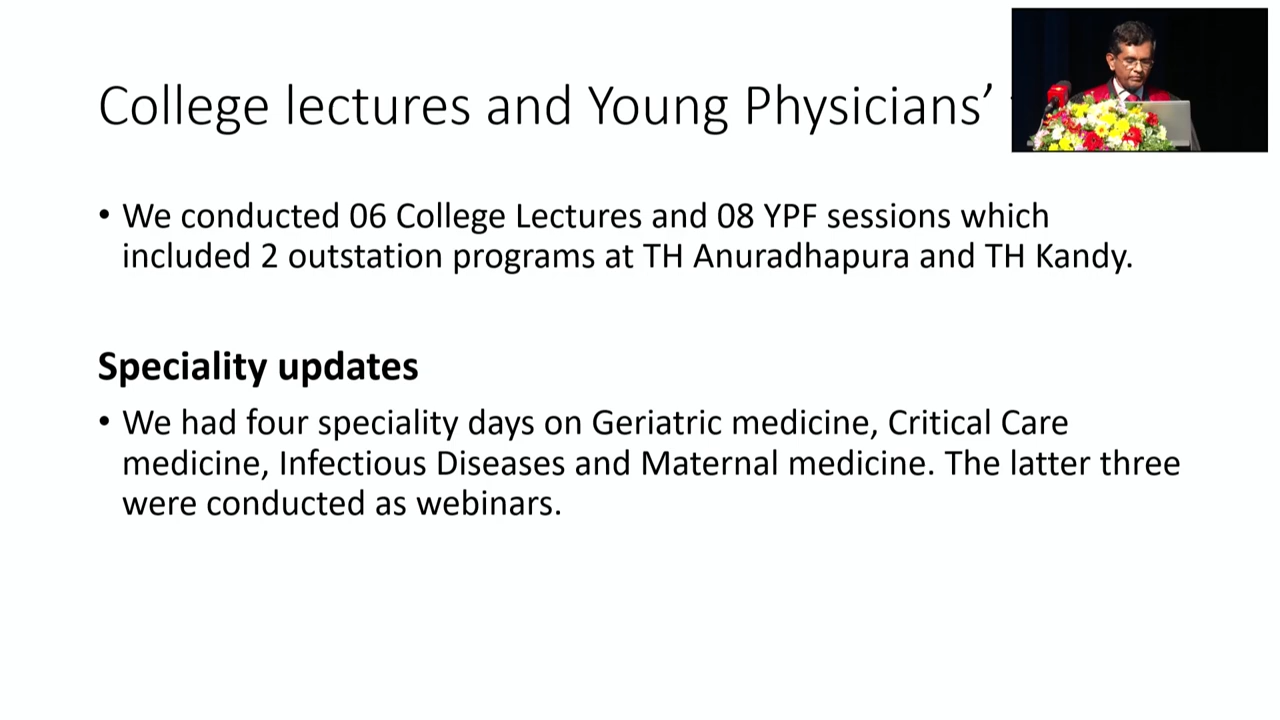 College lectures and Young Physicians’
• We conducted 06 College Lectures and 08 YPF sessions which
included 2 outstation programs at TH Anuradhapura and TH Kandy.
Speciality updates
• We had four speciality days on Geriatric medicine, Critical Care
medicine, Infectious Diseases and Maternal medicine. The latter three
were conducted as webinars.